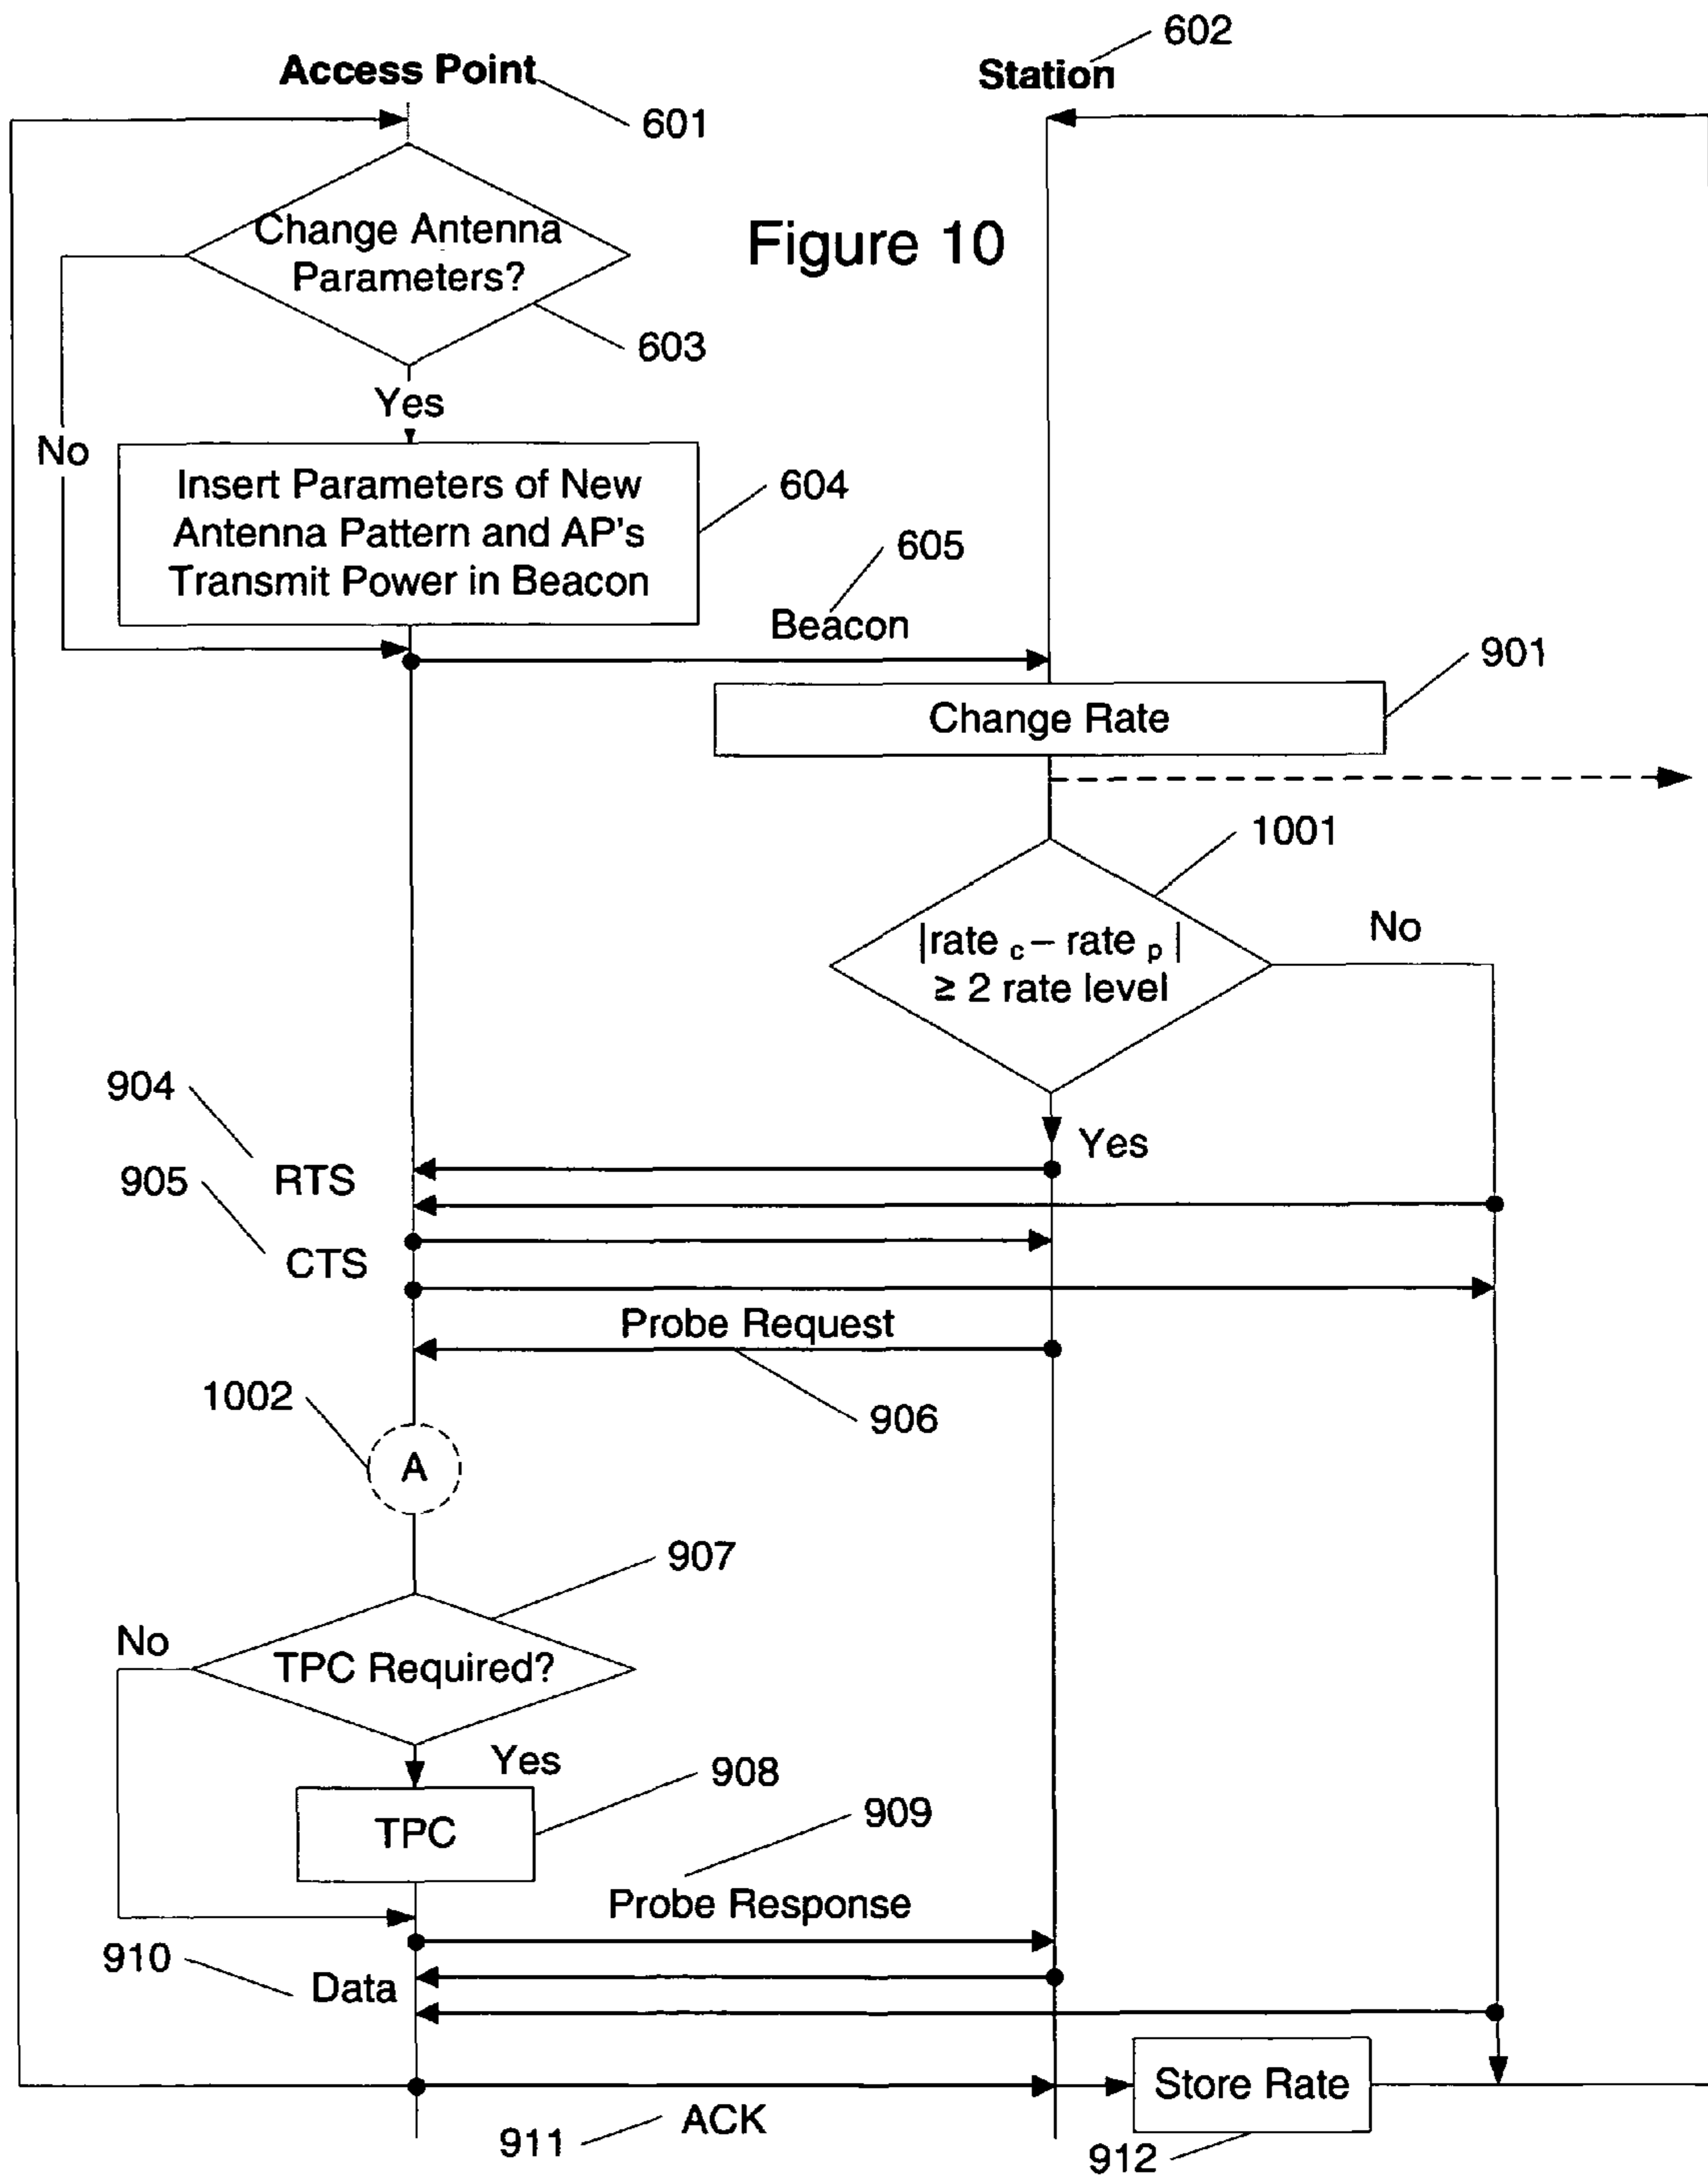 602
Access Point
Station
601
Change Antenna
Parameters?
Figure 10
603
Yes
No
Insert Parameters of New
Antenna Pattern and AP's
Transmit Power in Beacon
604
605
Beacon
901
Change Rate
1001
|rate c – rate p|
≥ 2 rate level
No
904
Yes
905
RTS
CTS
Probe Request
1002
906
A
907
No
TPC Required?
Yes
908
TPC
909
Probe Response
910
Data
Store Rate
ACK
911
912